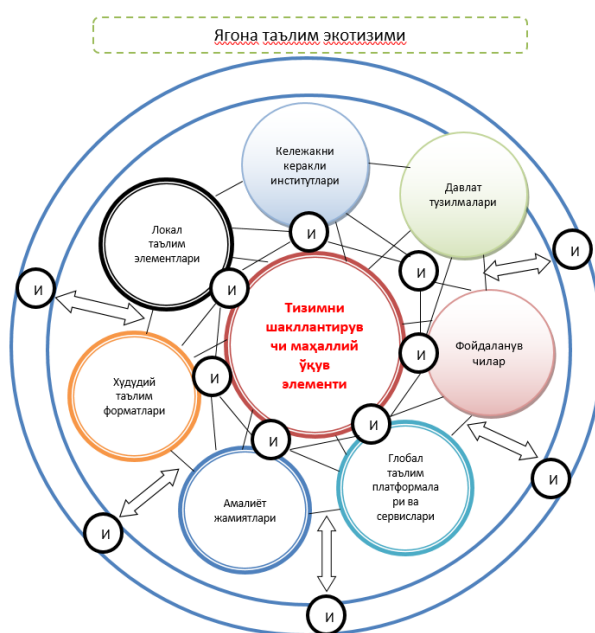 Ягона таълим экотизими
Кележакни
керакли
институтлари
Давлат
тузилмалари
Локал
таълим
элементлари
И
И
И
И
И
Тизимни
шакллантирув
чи маҳаллий
ўқув
элементи
И
Фойдаланув
чилар
Худудий
таълим
форматлари
И
И
И
И
Глобал
таълим
платформала
ри ва
сервислари
И
Амалиёт
жамиятлари
И
И